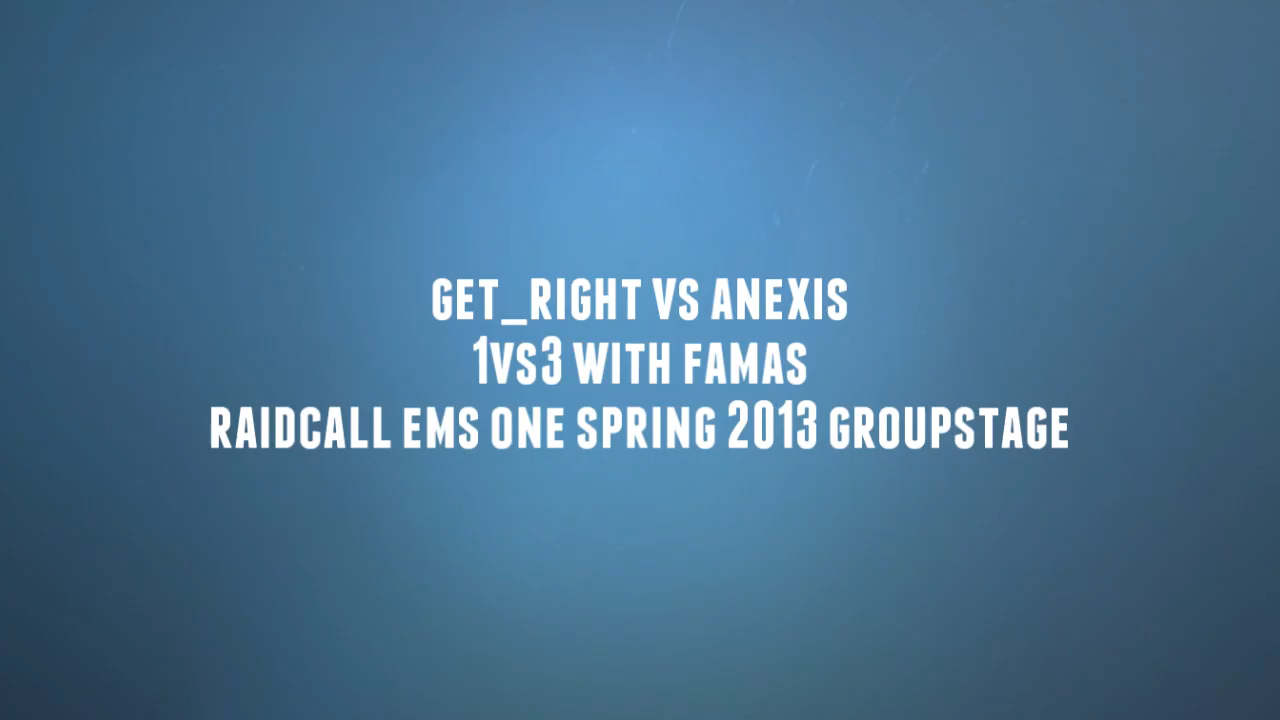 GET_RIGHT VS ANEXIS
1VS3 WITH FAMAS
RAIDCALL EMS ONE SPRING 2013 GROUPSTAGE